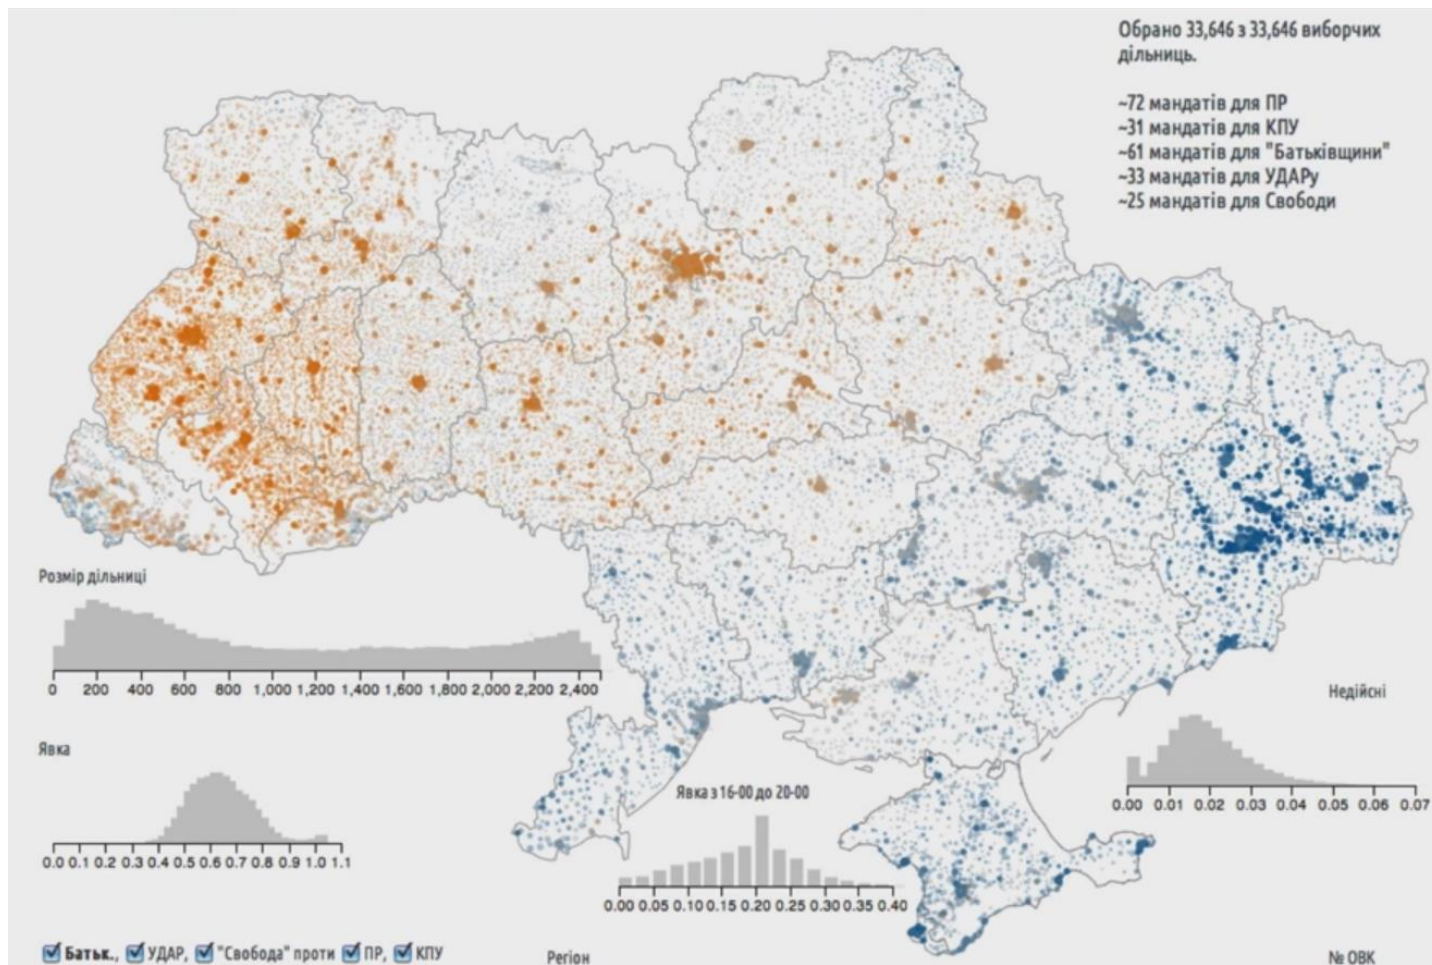 Обрано 33,646 з 33,646 виборчих
дільниць.
~72 мандатів для ПР
~31 мандатів для КПУ
~61 мандатів для "Батьківщини"
~33 мандатів для УДАРу
~25 мандатів для Свободи
Розмір дільниці
0 200 400 600 800 1,000 1,200 1,400 1,600 1,800 2,000 2,200 2,400
Недійсні
0.00 0.01 0.02 0.03 0.04 0.05 0.06 0.07
Явка
0.0 0.1 0.2 0.3 0.4 0.5 0.6 0.7 0.8 0.9 1.0 1.1
Явка з 16-00 до 20-00
0.00 0.05 0.10 0.15 0.20 0.25 0.30 0.35 0.40
Батьк., УДАР, "Свобода" проти ПР, КПУ
Регіон
№ ОВК